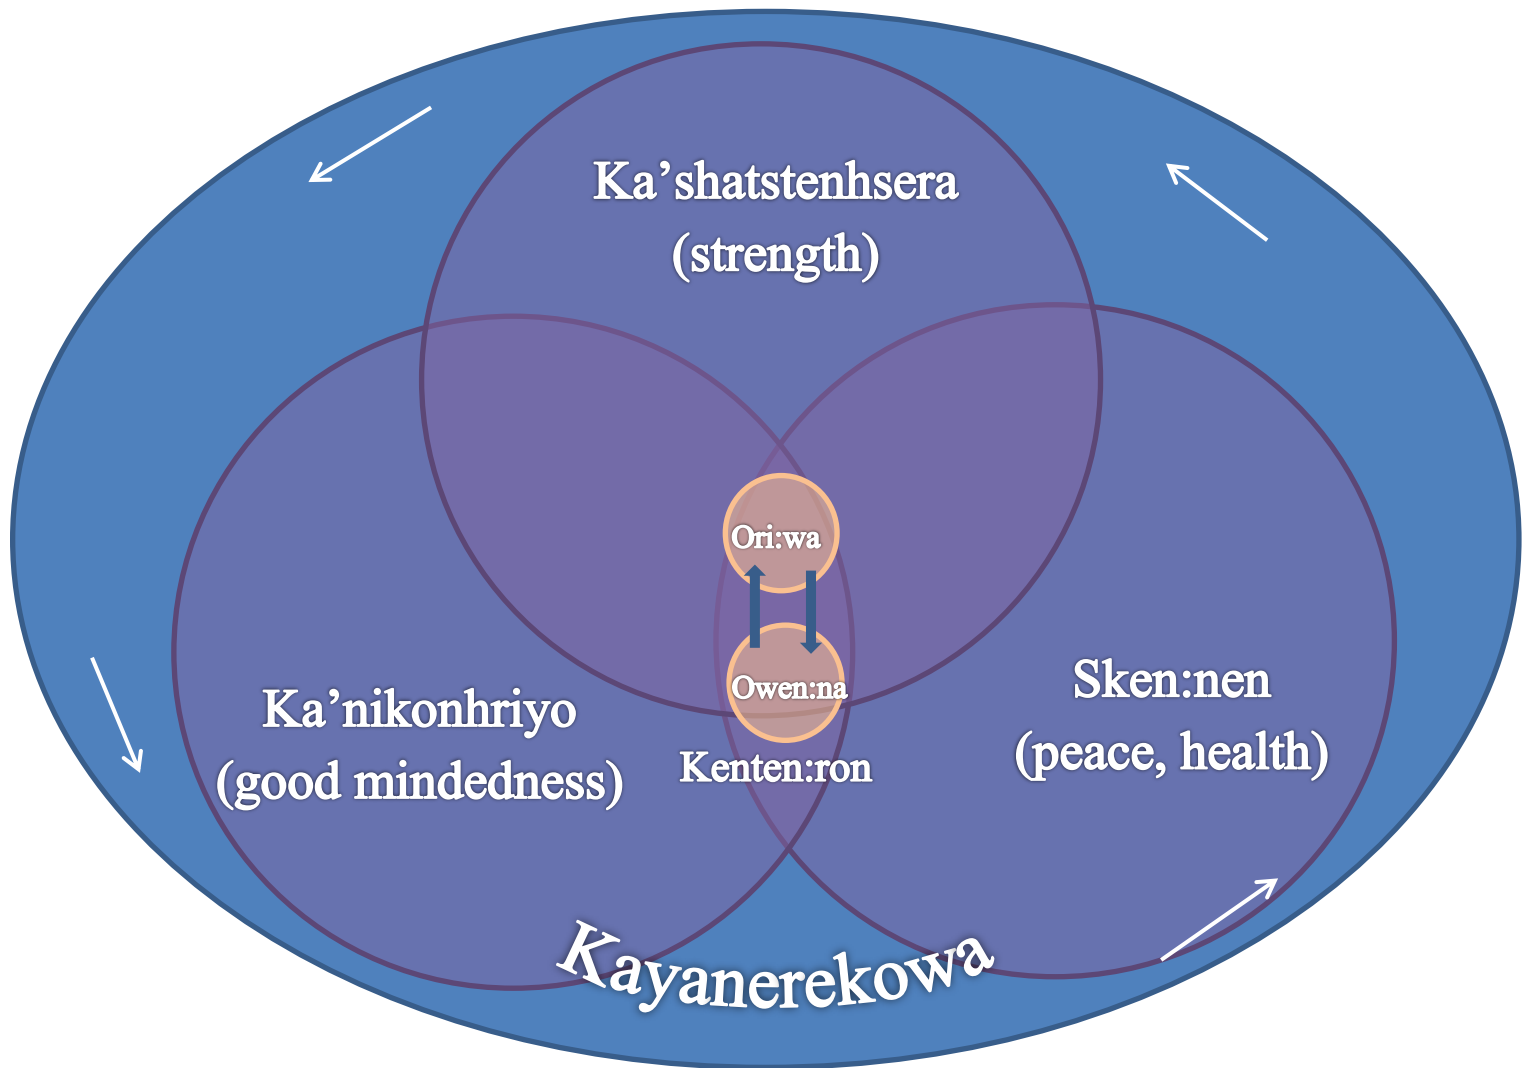 Ka’shatstenhsera
(strength)
Ori:wa
Owen:na
Kenten:ron
Ka’nikonhriyo
(good mindedness)
Sken:nen
(peace, health)
Kayanerekowa